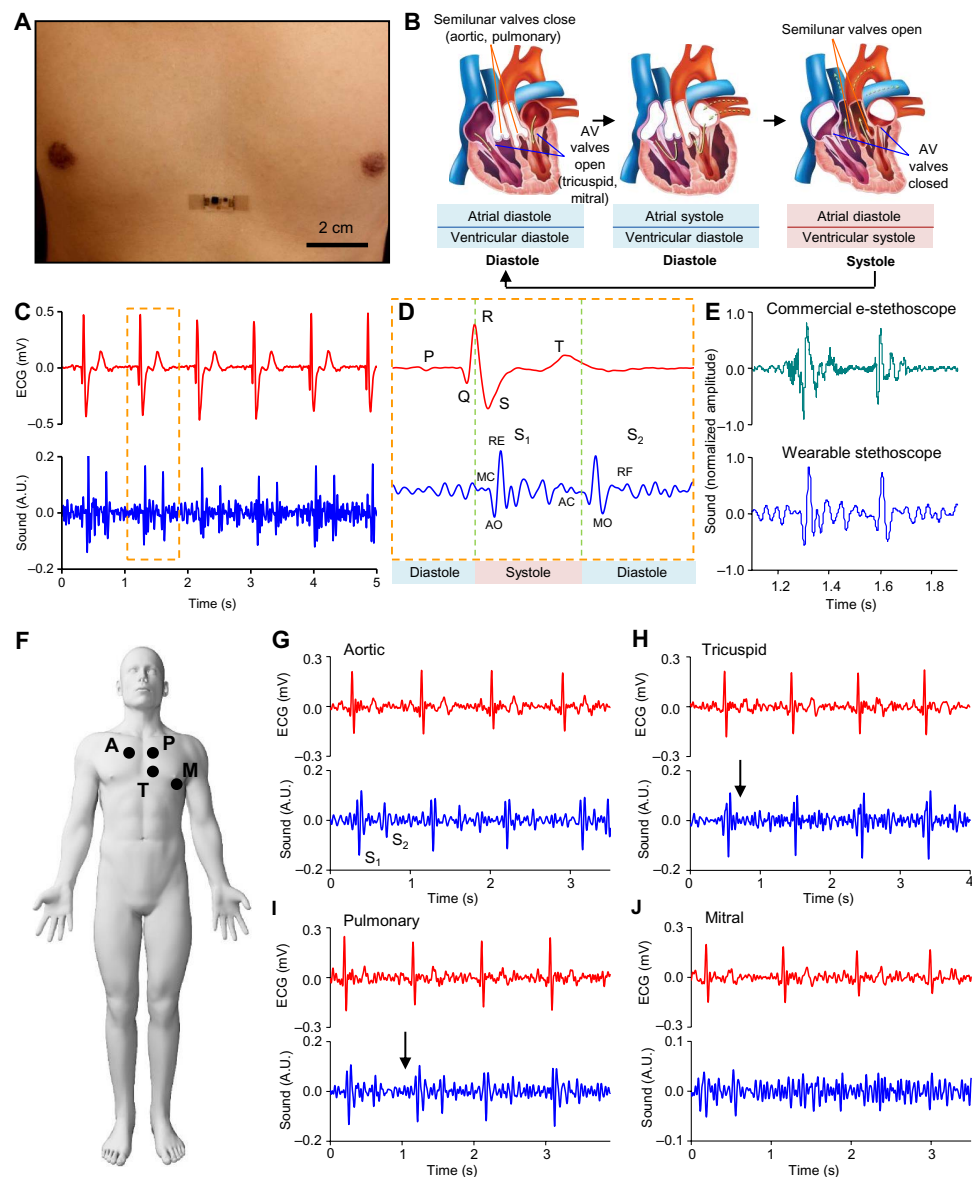 A
2 cm
B
Semilunar valves close
(aortic, pulmonary)
Semilunar valves open
AV
valves
open
(tricuspid,
mitral)
AV
valves
closed
Atrial diastole
Ventricular diastole
Diastole
Atrial systole
Ventricular diastole
Diastole
Atrial diastole
Ventricular systole
Systole
C
ECG (mV)
0.5
0.0
–0.5
Sound (A.U.)
0.2
0.0
–0.2
0 1 2 3 4 5
Time (s)
D
R
P
T
Q
S
S1
S2
RE
MC
RF
AC
AO
MO
Diastole
Systole
Diastole
E
Commercial e-stethoscope
1.0
0.0
–1.0
Sound (normalized amplitude)
Wearable stethoscope
1.0
0.0
–1.0
1.2 1.4 1.6 1.8
Time (s)
F
A
P
T
M
G
Aortic
ECG (mV)
0.3
0.0
–0.3
Sound (A.U.)
0.2
0.0
–0.2
S1
S2
0 1 2 3
Time (s)
H
Tricuspid
ECG (mV)
0.3
0.0
–0.3
Sound (A.U.)
0.2
0.0
–0.2
0 1 2 3 4
Time (s)
I
Pulmonary
ECG (mV)
0.3
0.0
–0.3
Sound (A.U.)
0.2
0.0
–0.2
0 1 2 3
Time (s)
J
Mitral
ECG (mV)
0.3
0.0
–0.3
Sound (A.U.)
0.1
0.0
–0.1
0 1 2 3
Time (s)